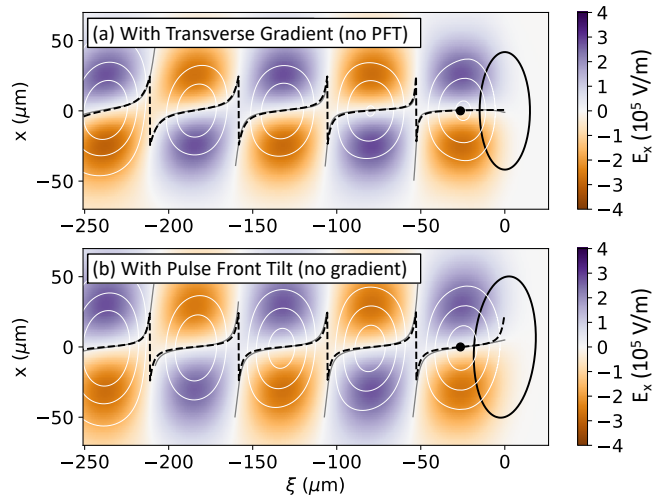 (a) With Transverse Gradient (no PFT)
50
0
−50
x (μm)
−250 −200 −150 −100 −50 0
4
3
2
1
0
−1
−2
−3
−4
E_x (10^5 V/m)
(b) With Pulse Front Tilt (no gradient)
50
0
−50
x (μm)
−250 −200 −150 −100 −50 0
ξ (μm)
4
3
2
1
0
−1
−2
−3
−4
E_x (10^5 V/m)